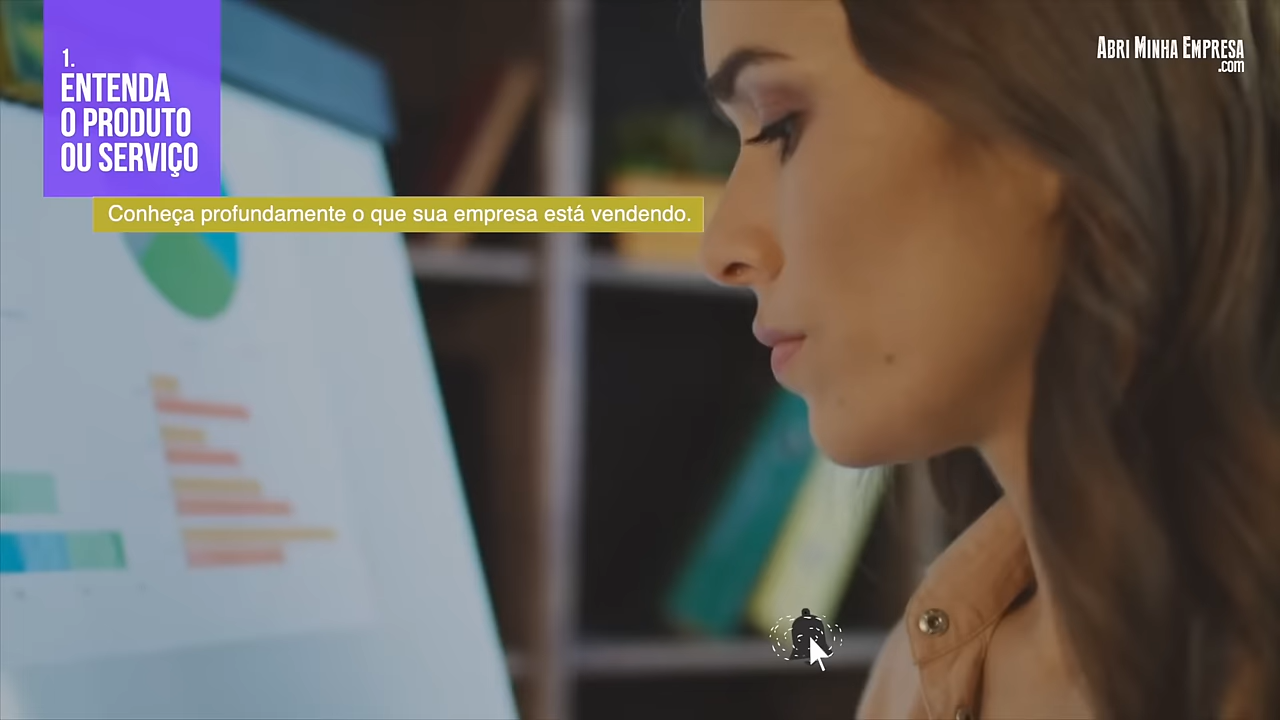 1.
ENTENDA
O PRODUTO
OU SERVIÇO
Conheça profundamente o que sua empresa está vendendo.
ABRI MINHA EMPRESA
.COM